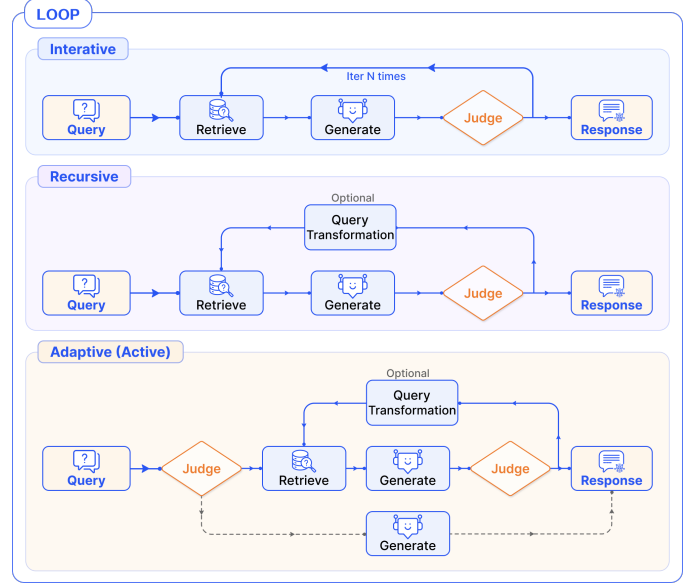 LOOP
Interative
Iter N times
Query
Retrieve
Generate
Judge
Response
Recursive
Optional
Query
Transformation
Query
Retrieve
Generate
Judge
Response
Adaptive (Active)
Optional
Query
Transformation
Query
Judge
Retrieve
Generate
Judge
Response
Generate